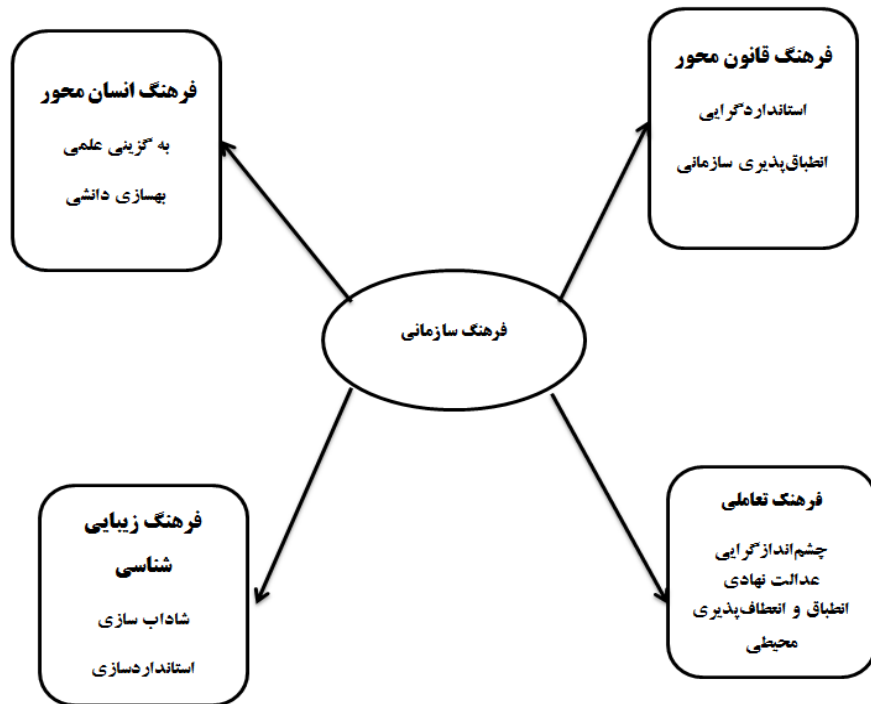 فرهنگ قانون محور
استانداردگرایی
انطباق‌پذیری سازمانی
فرهنگ انسان محور
به گزینی علمی
بهسازی دانشی
فرهنگ سازمانی
فرهنگ تعاملی
چشم‌اندازگرایی
عدالت نهادی
انطباق و انعطاف‌پذیری
محیطی
فرهنگ زیبایی
شناسی
شاداب سازی
استانداردسازی